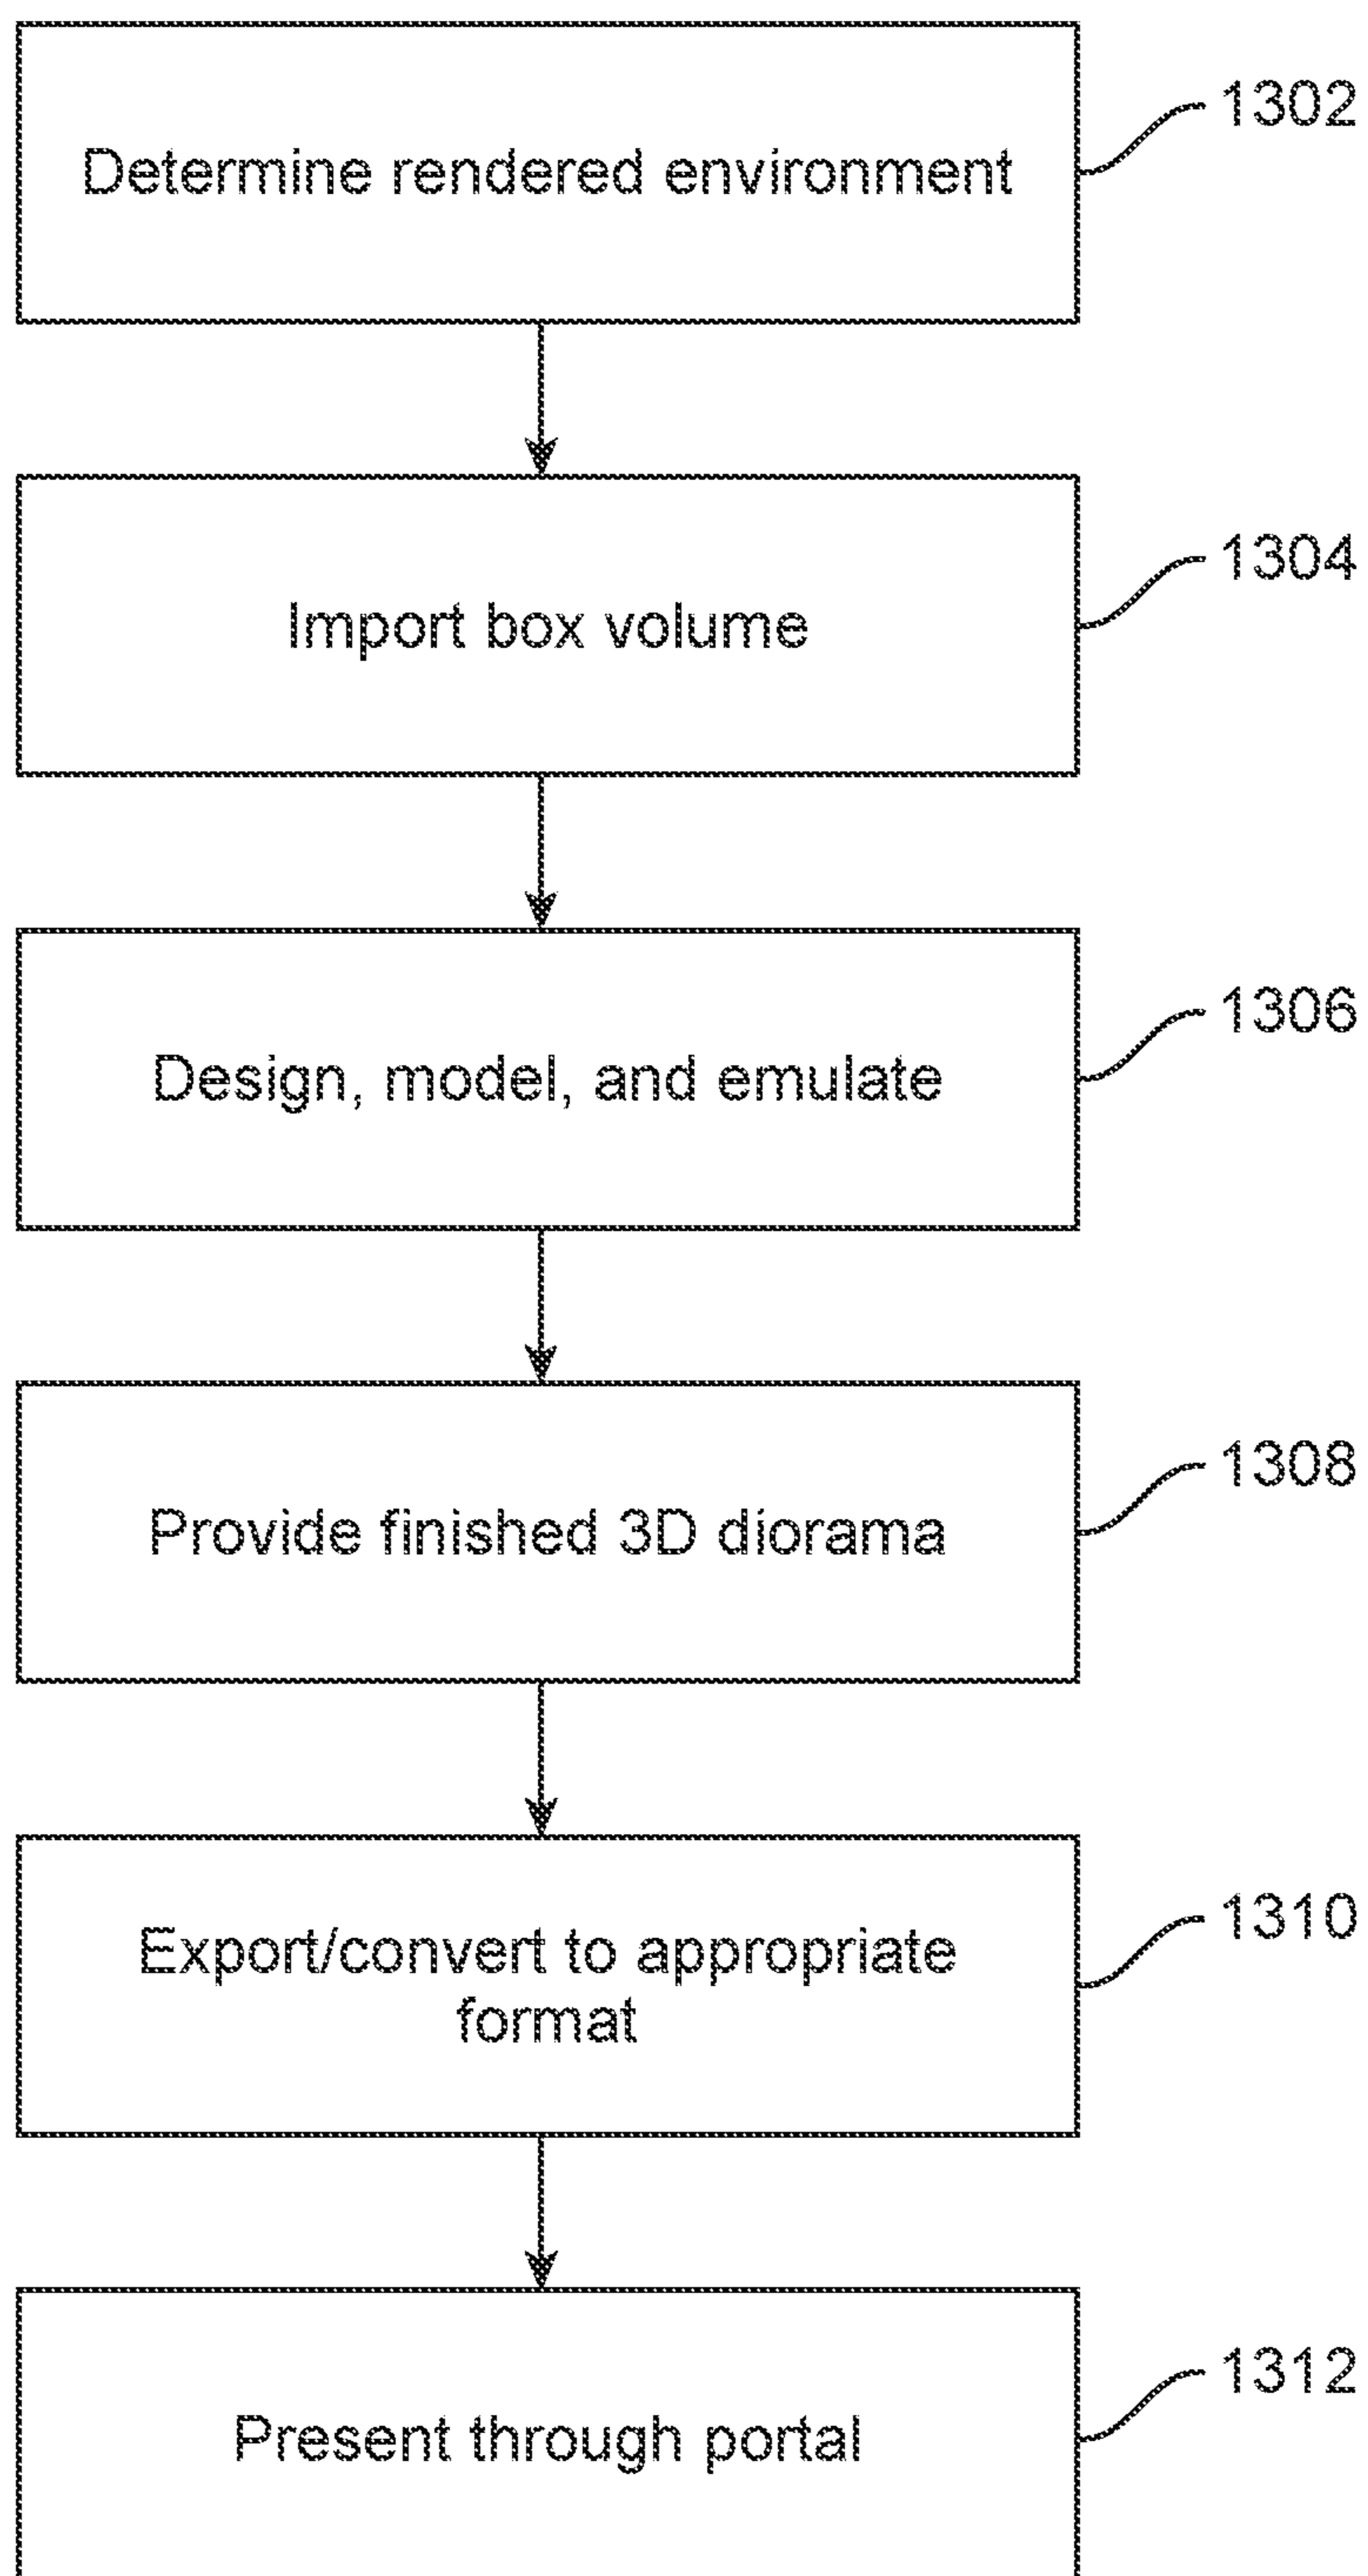 Determine rendered environment
1302
Import box volume
1304
Design, model, and emulate
1306
Provide finished 3D diorama
1308
Export/convert to appropriate
format
1310
Present through portal
1312